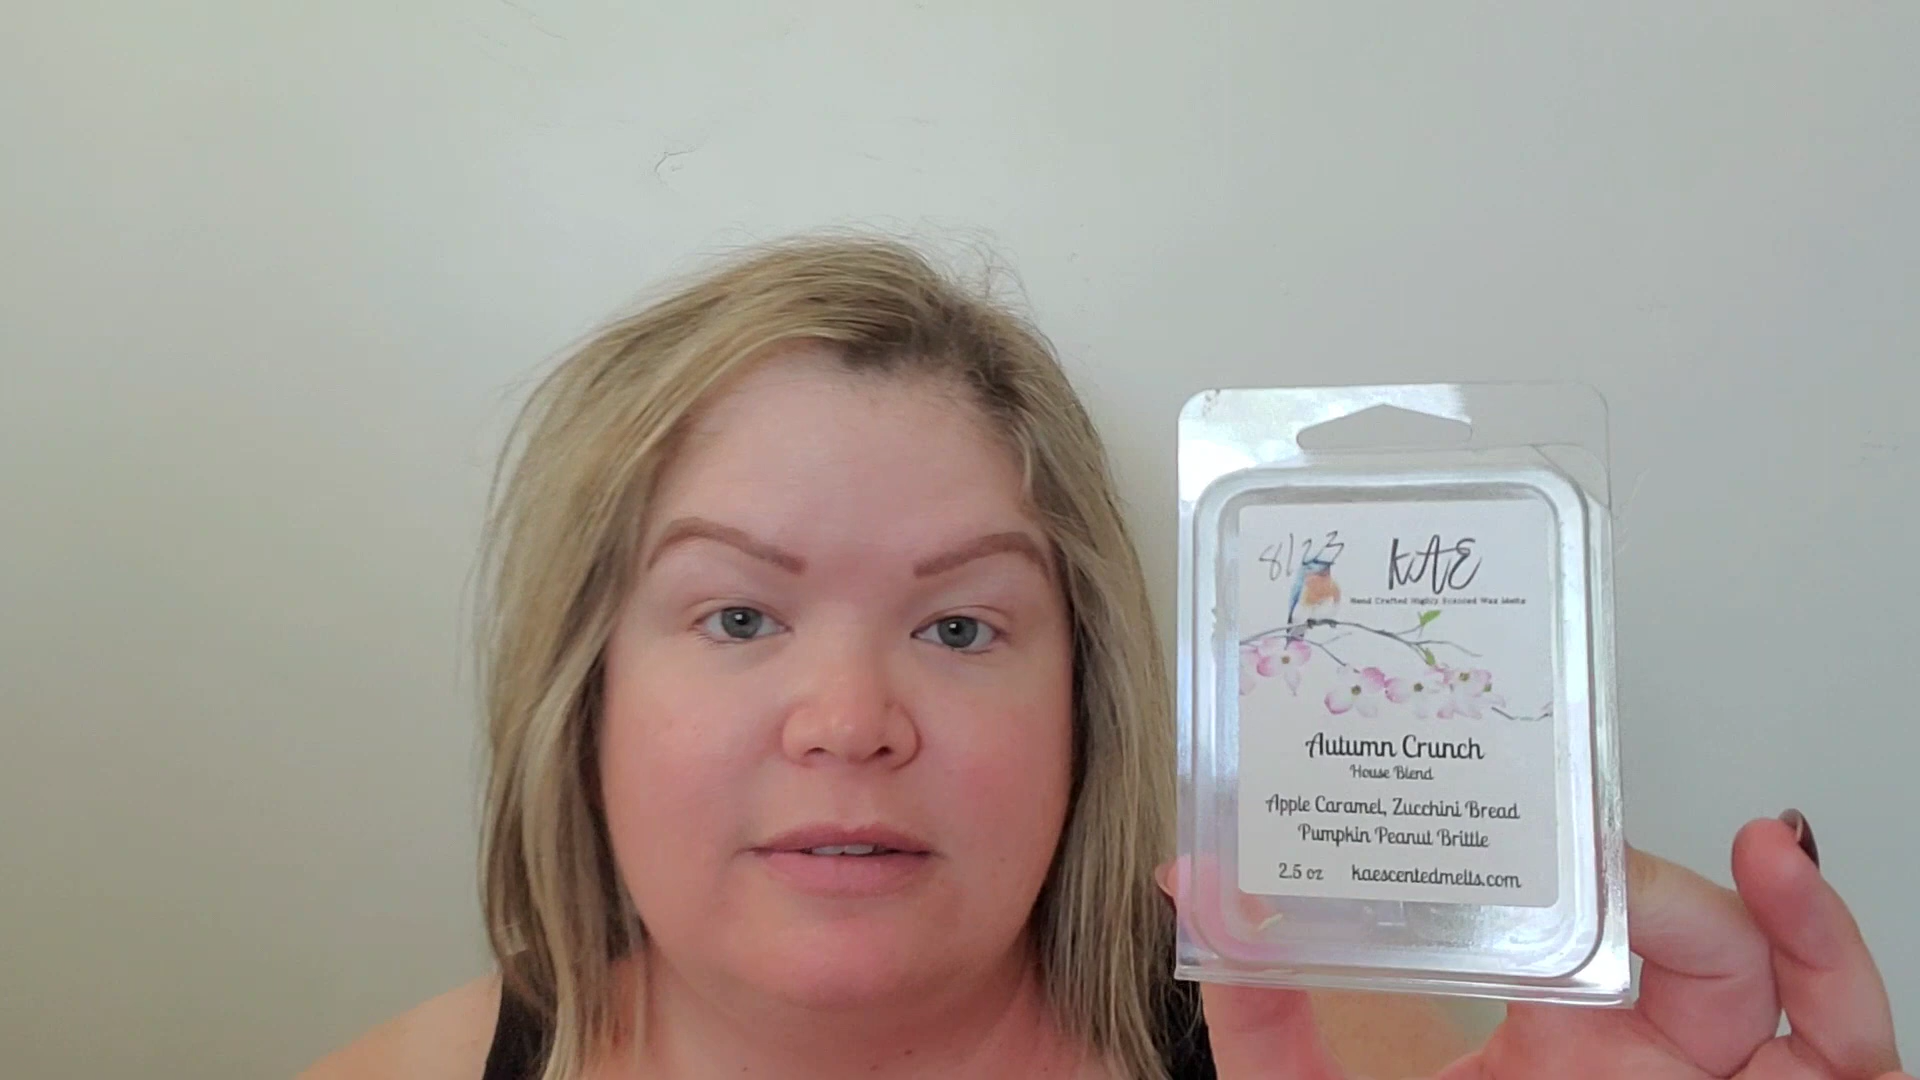 8/23
KAE
Hand Crafted Highly Scented Wax Melts
Autumn Crunch
House Blend
Apple Caramel, Zucchini Bread
Pumpkin Peanut Brittle
2.5 oz kaescentedmelts.com